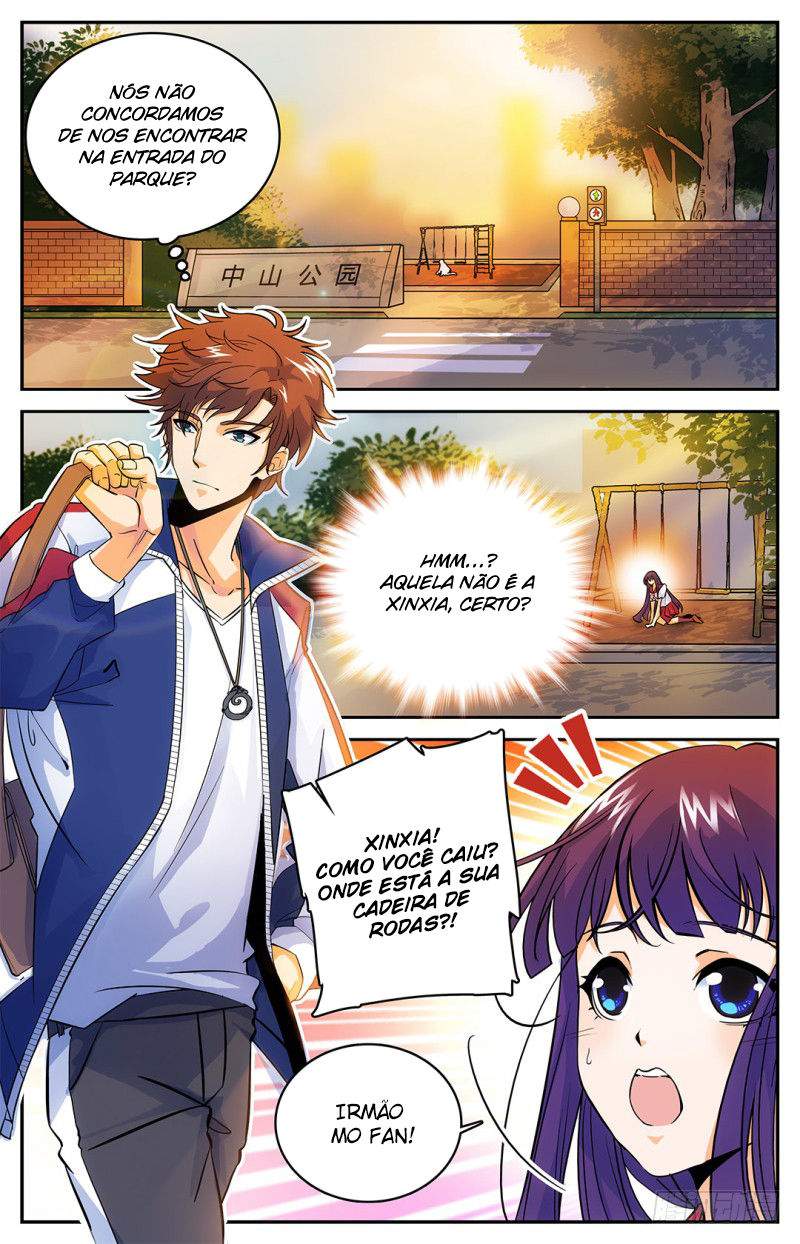 NÓS NÃO
CONCORDAMOS
DE NOS ENCONTRAR
NA ENTRADA DO
PARQUE?
中山公园
HMM...?
AQUELA NÃO É A
XINXIA, CERTO?
XINXIA!
COMO VOCÊ CAIU?
ONDE ESTÁ A SUA
CADEIRA DE
RODAS?!
IRMÃO
MO FAN!